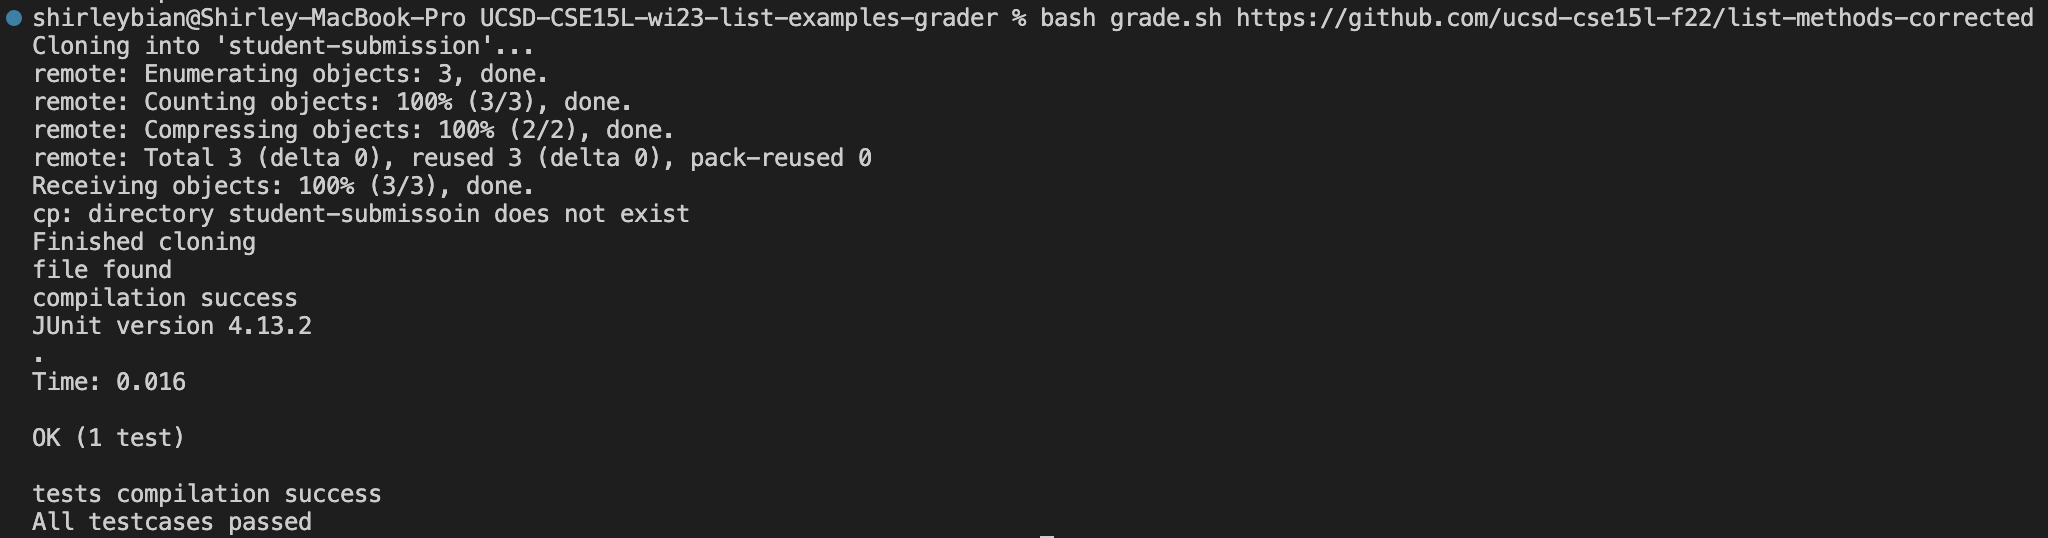 shirleybian@Shirley-MacBook-Pro UCSD-CSE15L-wi23-list-examples-grader % bash grade.sh https://github.com/ucsd-cse15l-f22/list-methods-corrected
Cloning into 'student-submission'...
remote: Enumerating objects: 3, done.
remote: Counting objects: 100% (3/3), done.
remote: Compressing objects: 100% (2/2), done.
remote: Total 3 (delta 0), reused 3 (delta 0), pack-reused 0
Receiving objects: 100% (3/3), done.
cp: directory student-submissoin does not exist
Finished cloning
file found
compilation success
JUnit version 4.13.2
.
Time: 0.016
OK (1 test)
tests compilation success
All testcases passed